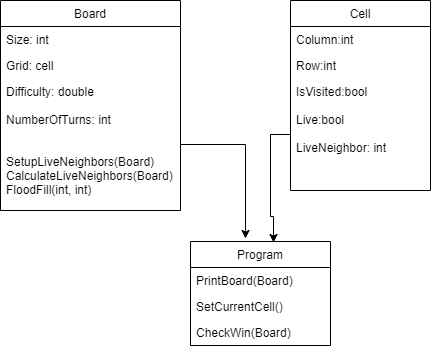 Board
Size: int
Grid: cell
Difficulty: double
NumberOfTurns: int
SetupLiveNeighbors(Board)
CalculateLiveNeighbors(Board)
FloodFill(int, int)
Cell
Column:int
Row:int
IsVisited:bool
Live:bool
LiveNeighbor: int
Program
PrintBoard(Board)
SetCurrentCell()
CheckWin(Board)